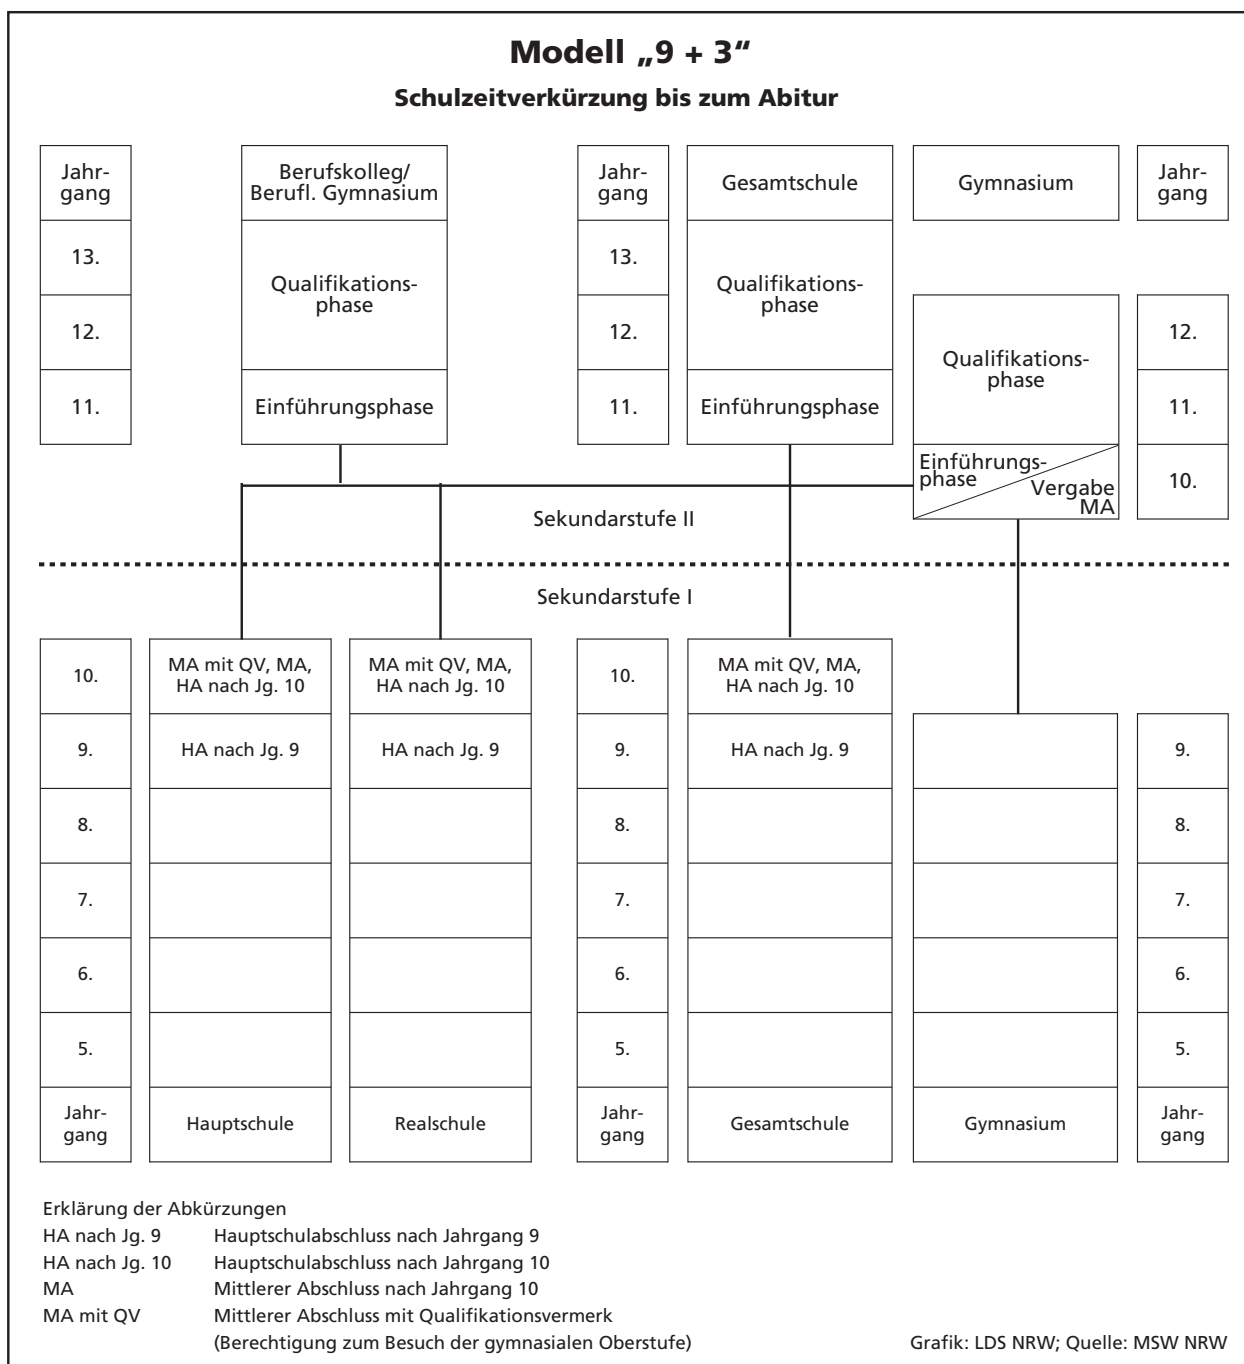 Modell „9 + 3“
Schulzeitverkürzung bis zum Abitur
Jahr-
gang
Berufskolleg/
Berufl. Gymnasium
Jahr-
gang
Gesamtschule
Gymnasium
Jahr-
gang
13.
Qualifikations-
phase
13.
Qualifikations-
phase
12.
12.
Qualifikations-
phase
12.
11.
Einführungsphase
11.
Einführungsphase
11.
Einführungs-
phase
Vergabe
MA
10.
Sekundarstufe II
Sekundarstufe I
10.
MA mit QV, MA,
HA nach Jg. 10
MA mit QV, MA,
HA nach Jg. 10
10.
MA mit QV, MA,
HA nach Jg. 10
9.
HA nach Jg. 9
HA nach Jg. 9
9.
HA nach Jg. 9
9.
8.
8.
8.
7.
7.
7.
6.
6.
6.
5.
5.
5.
Jahr-
gang
Hauptschule
Realschule
Jahr-
gang
Gesamtschule
Gymnasium
Jahr-
gang
Erklärung der Abkürzungen
HA nach Jg. 9 Hauptschulabschluss nach Jahrgang 9
HA nach Jg. 10 Hauptschulabschluss nach Jahrgang 10
MA Mittlerer Abschluss nach Jahrgang 10
MA mit QV Mittlerer Abschluss mit Qualifikationsvermerk
(Berechtigung zum Besuch der gymnasialen Oberstufe)
Grafik: LDS NRW; Quelle: MSW NRW